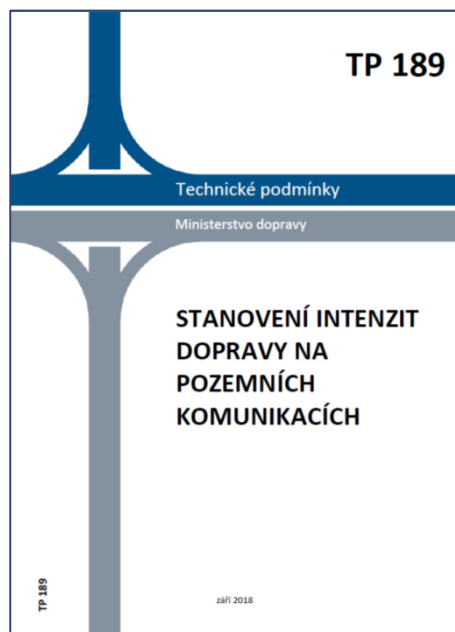 TP 189
Technické podmínky
Ministerstvo dopravy
STANOVENÍ INTENZIT
DOPRAVY NA
POZEMNÍCH
KOMUNIKACÍCH
TP 189
září 2018